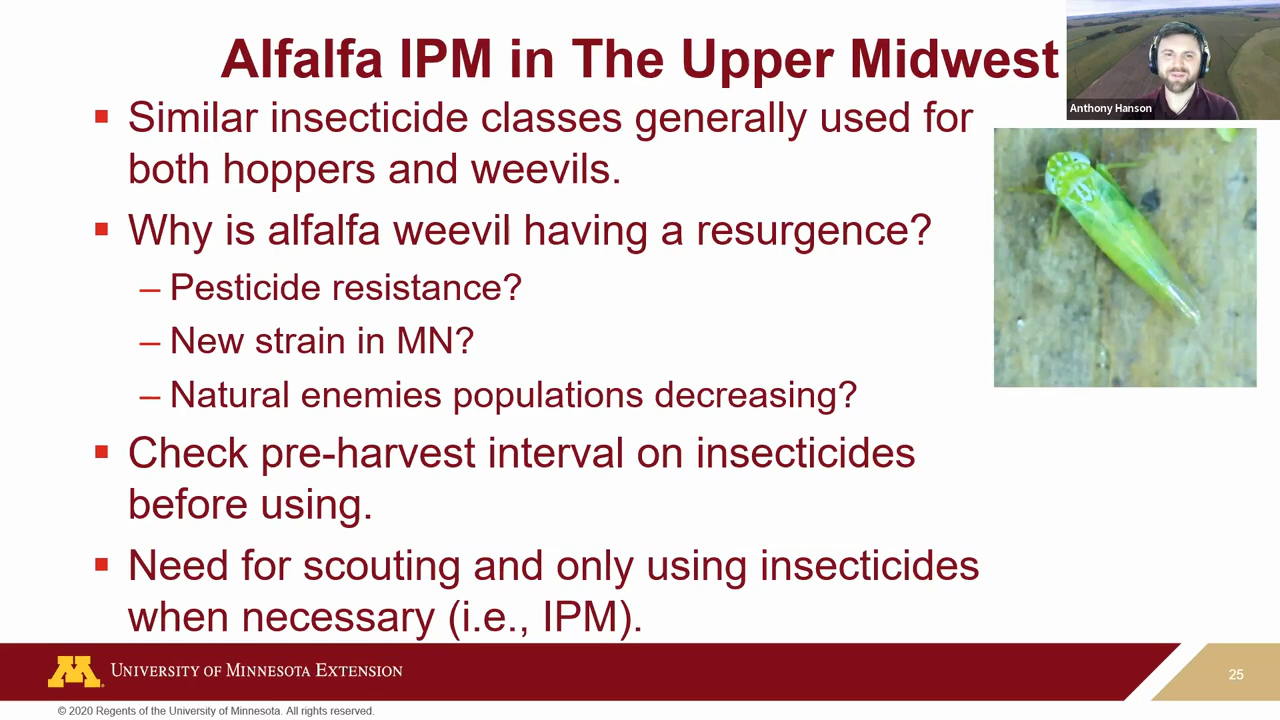 Alfalfa IPM in The Upper Midwest
Anthony Hanson
▪ Similar insecticide classes generally used for
both hoppers and weevils.
▪ Why is alfalfa weevil having a resurgence?
– Pesticide resistance?
– New strain in MN?
– Natural enemies populations decreasing?
▪ Check pre-harvest interval on insecticides
before using.
▪ Need for scouting and only using insecticides
when necessary (i.e., IPM).
M
UNIVERSITY OF MINNESOTA EXTENSION
25
© 2020 Regents of the University of Minnesota. All rights reserved.